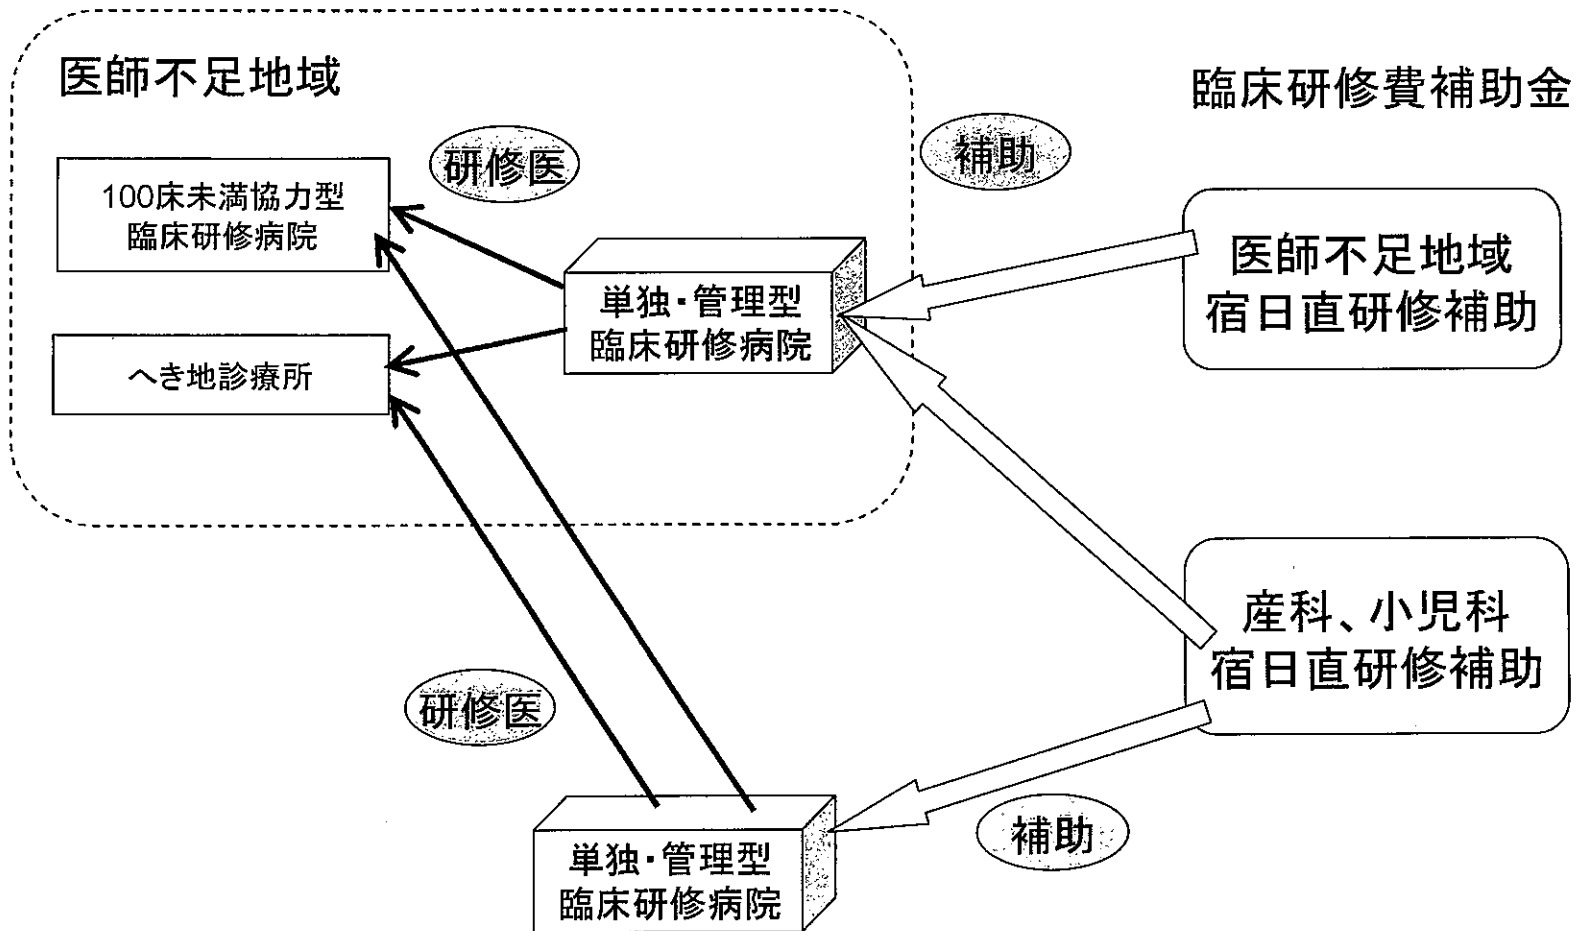 医師不足地域
臨床研修費補助金
研修医
補助
100床未満協力型
臨床研修病院
医師不足地域
宿日直研修補助
単独・管理型
臨床研修病院
へき地診療所
産科、小児科
宿日直研修補助
研修医
補助
単独・管理型
臨床研修病院